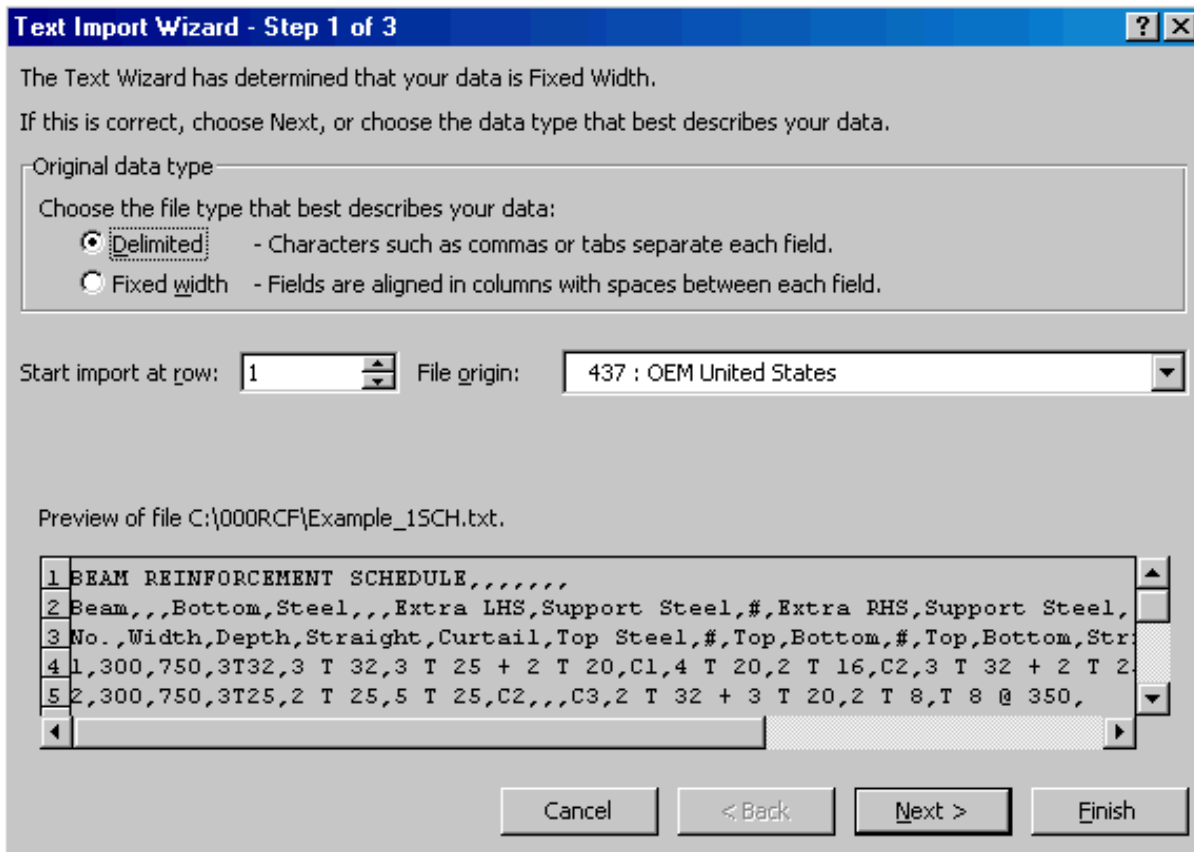 Text Import Wizard - Step 1 of 3
The Text Wizard has determined that your data is Fixed Width.
If this is correct, choose Next, or choose the data type that best describes your data.
Original data type
Choose the file type that best describes your data:
Delimited - Characters such as commas or tabs separate each field.
Fixed width - Fields are aligned in columns with spaces between each field.
Start import at row: 1 File origin: 437 : OEM United States
Preview of file C:\000RCF\Example_1SCH.txt.
1 BEAM REINFORCEMENT SCHEDULE,,,,,,,
2 Beam,,,Bottom,Steel,,,Extra LHS,Support Steel,#,Extra RHS,Support Steel,
3 No.,Width,Depth,Straight,Curtail,Top Steel,#,Top,Bottom,#,Top,Bottom,
4 1,300,750,3T32,3 T 32,3 T 25 + 2 T 20,C1,4 T 20,2 T 16,C2,3 T 32 + 2 T
5 2,300,750,3T25,2 T 25,5 T 25,C2,,,C3,2 T 32 + 3 T 20,2 T 8,T 8 @ 350,
Cancel < Back Next > Finish